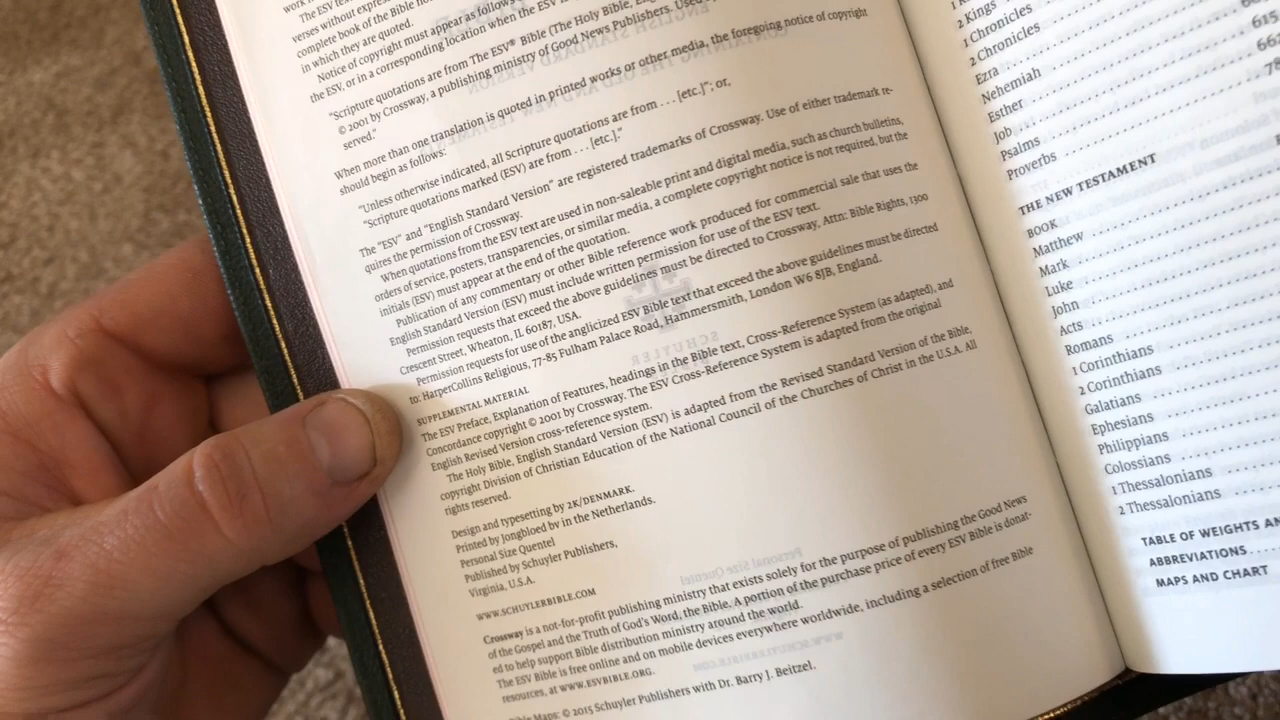 The ESV
verses without expres
complete book of the Bible
in which they are quoted.
Notice of copyright must appear as follows
the ESV, or in a corresponding location when the ESV is
"Scripture quotations are from The ESV® Bible (The Holy Bible, English
© 2001 by Crossway, a publishing ministry of Good News Publishers. Used
served."
When more than one translation is quoted in printed works or other media, the foregoing notice of copyright
should begin as follows:
"Unless otherwise indicated, all Scripture quotations are from . . . [etc.]"; or,
"Scripture quotations marked (ESV) are from . . . [etc.]."
The "ESV" and "English Standard Version" are registered trademarks of Crossway. Use of either trademark re-
quires the permission of Crossway.
When quotations from the ESV text are used in non-saleable print and digital media, such as church bulletins,
orders of service, posters, transparencies, or similar media, a complete copyright notice is not required, but the
initials (ESV) must appear at the end of the quotation.
Publication of any commentary or other Bible reference work produced for commercial sale that uses the
English Standard Version (ESV) must include written permission for use of the ESV text.
Permission requests that exceed the above guidelines must be directed to Crossway, Attn: Bible Rights, 1300
Crescent Street, Wheaton, IL 60187, USA.
Permission requests for use of the anglicized ESV Bible text that exceed the above guidelines must be directed
to: HarperCollins Religious, 77-85 Fulham Palace Road, Hammersmith, London W6 8JB, England.
SUPPLEMENTAL MATERIAL
The ESV Preface, Explanation of Features, headings in the Bible text, Cross-Reference System (as adapted), and
Concordance copyright © 2001 by Crossway. The ESV Cross-Reference System is adapted from the original
English Revised Version cross-reference system.
The Holy Bible, English Standard Version (ESV) is adapted from the Revised Standard Version of the Bible,
copyright Division of Christian Education of the National Council of the Churches of Christ in the U.S.A. All
rights reserved.
Design and typesetting by 2K/DENMARK.
Printed by Jongbloed bv in the Netherlands.
Personal Size Quentel
Published by Schuyler Publishers,
Virginia, U.S.A.
WWW.SCHUYLERBIBLE.COM
Crossway is a not-for-profit publishing ministry that exists solely for the purpose of publishing the Good News
of the Gospel and the Truth of God's Word, the Bible. A portion of the purchase price of every ESV Bible is donat-
ed to help support Bible distribution ministry around the world.
The ESV Bible is free online and on mobile devices everywhere worldwide, including a selection of free Bible
resources, at WWW.ESVBIBLE.ORG.
Bible Maps: © 2015 Schuyler Publishers with Dr. Barry J. Beitzel.
2 Kings
1 Chronicles
2 Chronicles 615
Ezra
Nehemiah
Esther
Job
Psalms
Proverbs
THE NEW TESTAMENT
BOOK
Matthew
Mark
Luke
John
Acts
Romans
1 Corinthians
2 Corinthians
Galatians
Ephesians
Philippians
Colossians
1 Thessalonians
2 Thessalonians
TABLE OF WEIGHTS AN
ABBREVIATIONS
MAPS AND CHART